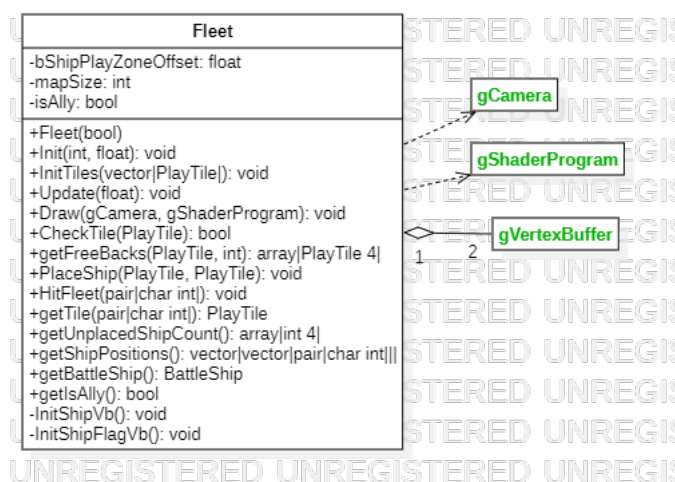 Fleet
-bShipPlayZoneOffset: float
-mapSize: int
-isAlly: bool
+Fleet(bool)
+Init(int, float): void
+InitTiles(vector|PlayTile|): void
+Update(float): void
+Draw(gCamera, gShaderProgram): void
+CheckTile(PlayTile): bool
+getFreeBacks(PlayTile, int): array|PlayTile 4|
+PlaceShip(PlayTile, PlayTile): void
+HitFleet(pair|char int|): void
+getTile(pair|char int|): PlayTile
+getUnplacedShipCount(): array|int 4|
+getShipPositions(): vector|vector|pair|char int|||
+getBattleShip(): BattleShip
+getIsAlly(): bool
-InitShipVb(): void
-InitShipFlagVb(): void
gCamera
gShaderProgram
gVertexBuffer
1
2
UNREGISTERED UNREGIS